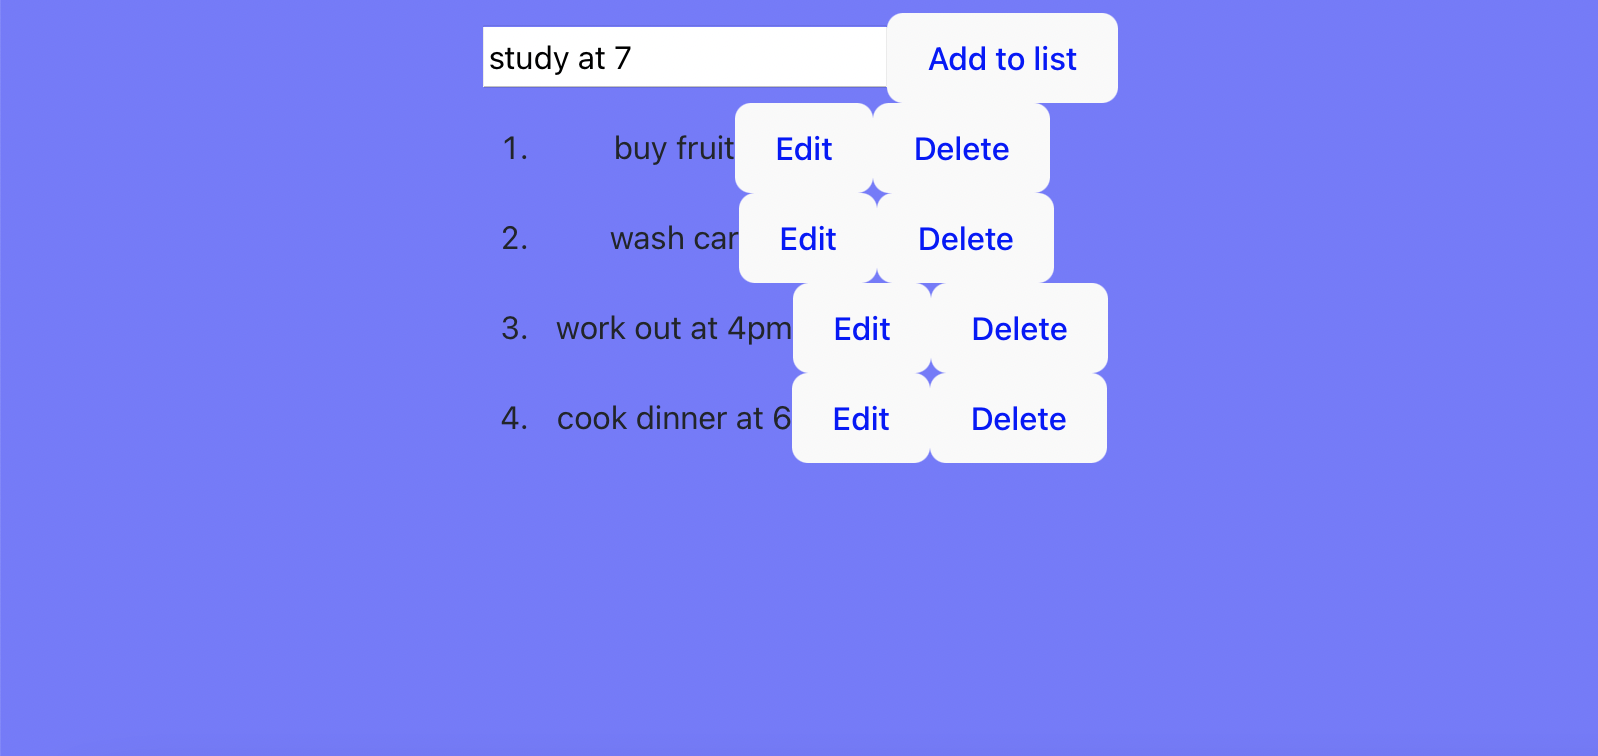 study at 7 Add to list
1. buy fruit Edit Delete
2. wash car Edit Delete
3. work out at 4pm Edit Delete
4. cook dinner at 6 Edit Delete